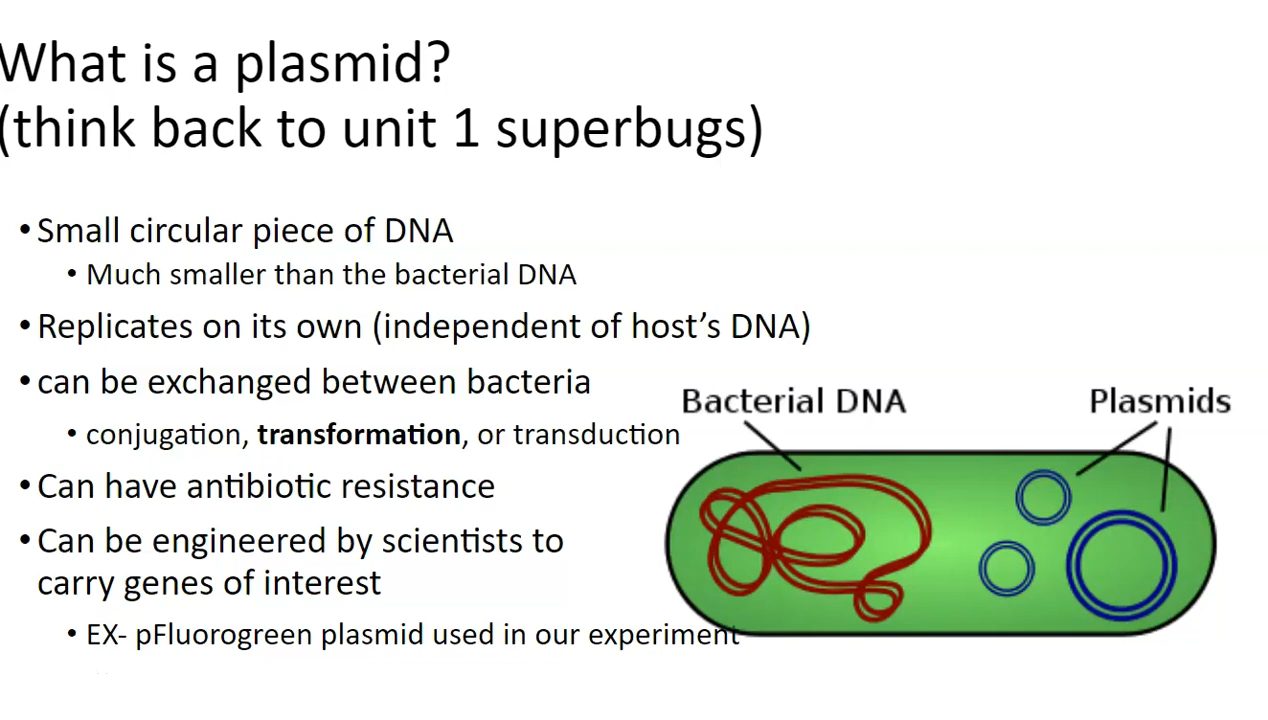 What is a plasmid?
(think back to unit 1 superbugs)
• Small circular piece of DNA
• Much smaller than the bacterial DNA
• Replicates on its own (independent of host’s DNA)
• can be exchanged between bacteria
• conjugation, transformation, or transduction
• Can have antibiotic resistance
• Can be engineered by scientists to
carry genes of interest
• EX- pFluorogreen plasmid used in our experiment
Bacterial DNA
Plasmids